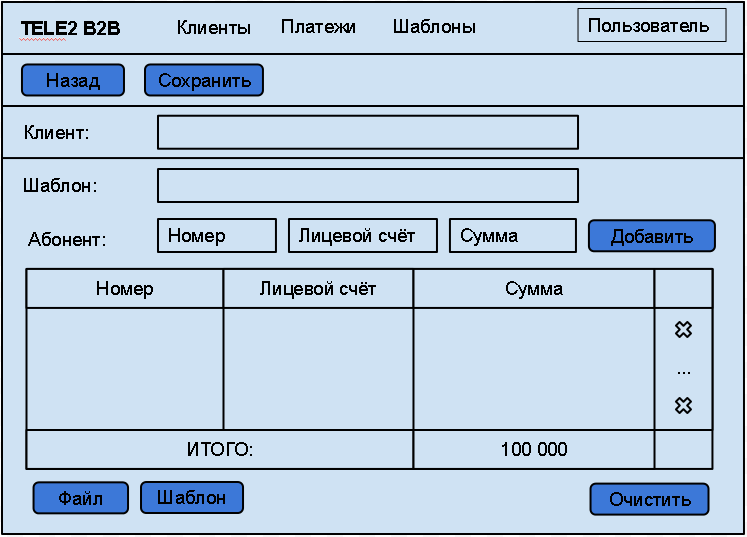 TELE2 B2B Клиенты Платежи Шаблоны Пользователь
Назад Сохранить
Клиент:
Шаблон:
Абонент: Номер Лицевой счёт Сумма Добавить
Номер Лицевой счёт Сумма
...
ИТОГО: 100 000
Файл Шаблон Очистить